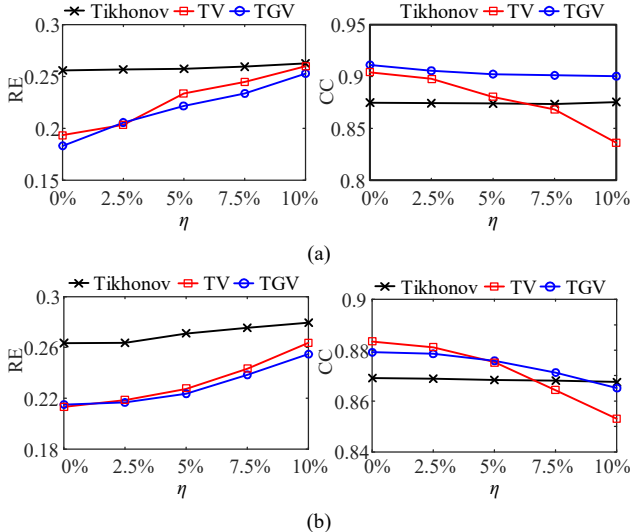 Tikhonov TV TGV
0.3
0.25
0.2
0.15
RE
0% 2.5% 5% 7.5% 10%
η
Tikhonov TV TGV
0.95
0.9
0.85
0.8
CC
0% 2.5% 5% 7.5% 10%
η
(a)
Tikhonov TV TGV
0.3
0.26
0.22
0.18
RE
0% 2.5% 5% 7.5% 10%
η
Tikhonov TV TGV
0.9
0.88
0.86
0.84
CC
0% 2.5% 5% 7.5% 10%
η
(b)